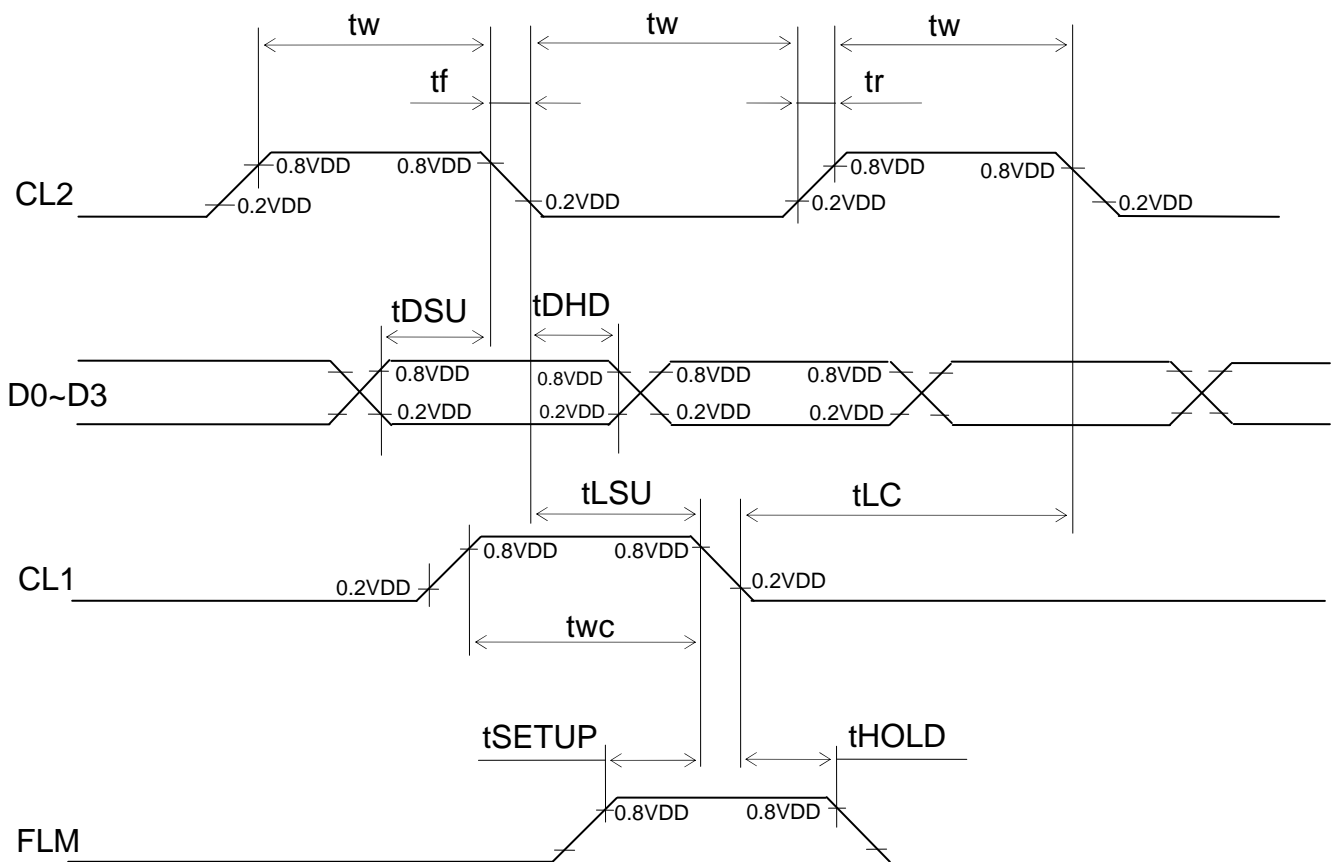 tw tw tw
tf tr
0.8VDD 0.8VDD 0.8VDD 0.8VDD
CL2
0.2VDD 0.2VDD 0.2VDD 0.2VDD
tDSU tDHD
0.8VDD 0.8VDD 0.8VDD 0.8VDD
D0~D3
0.2VDD 0.2VDD 0.2VDD 0.2VDD
tLSU tLC
0.8VDD 0.8VDD
CL1
0.2VDD 0.2VDD
twc
tSETUP tHOLD
0.8VDD 0.8VDD
FLM